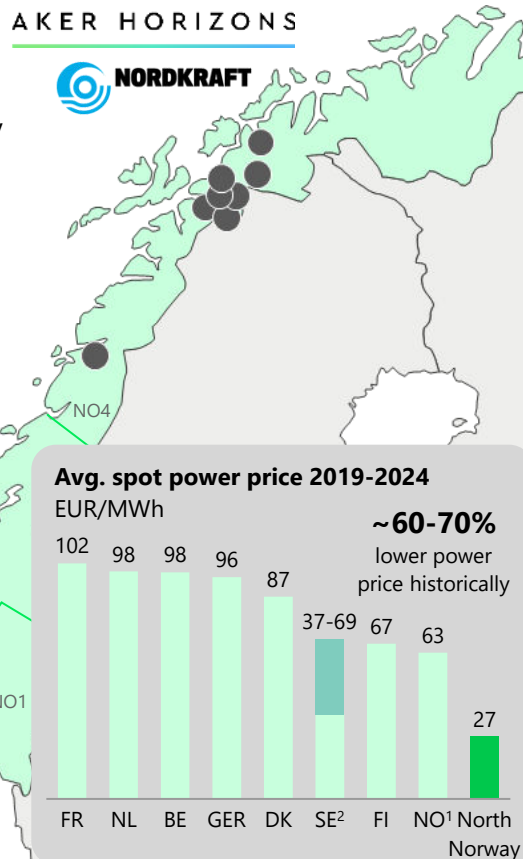 AKER HORIZONS
NORDKRAFT
NO4
Avg. spot power price 2019-2024
EUR/MWh
~60-70%
lower power
price historically
102
98
98
96
87
37-69
67
63
27
NO1
FR NL BE GER DK SE² FI NO¹ North
Norway